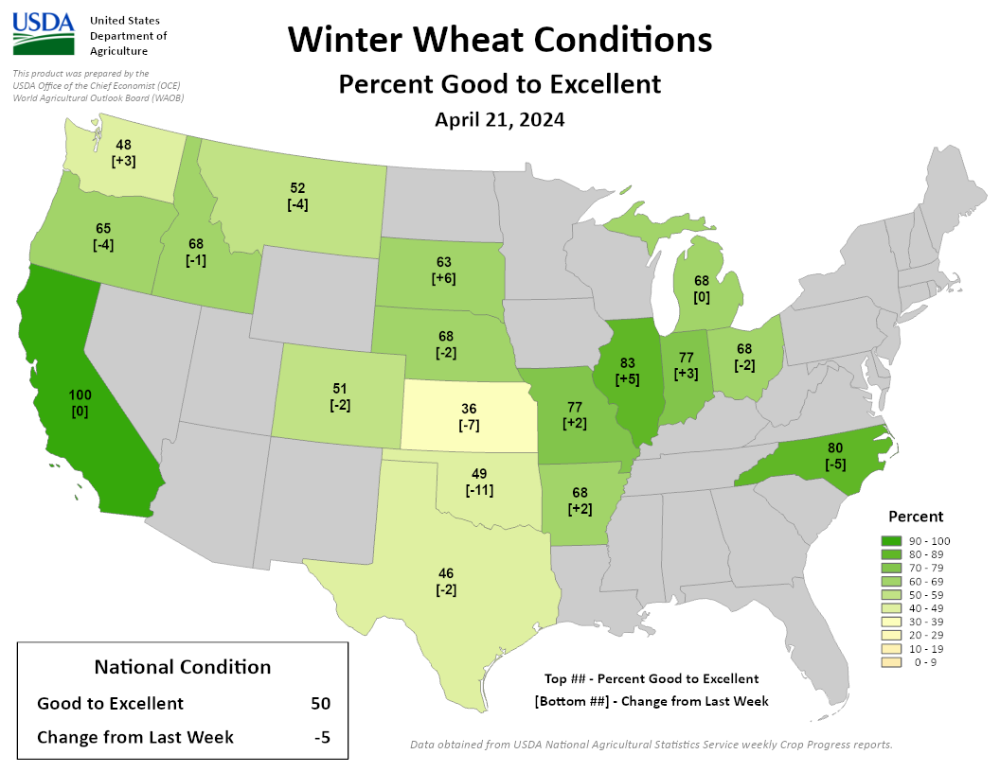 USDA
United States
Department of
Agriculture
This product was prepared by the
USDA Office of the Chief Economist (OCE)
World Agricultural Outlook Board (WAOB)
Winter Wheat Conditions
Percent Good to Excellent
April 21, 2024
48
[+3]
52
[-4]
65
[-4]
68
[-1]
63
[+6]
68
[0]
68
[-2]
83
[+5]
77
[+3]
68
[-2]
100
[0]
51
[-2]
36
[-7]
77
[+2]
80
[-5]
49
[-11]
68
[+2]
46
[-2]
Percent
90 - 100
80 - 89
70 - 79
60 - 69
50 - 59
40 - 49
30 - 39
20 - 29
10 - 19
0 - 9
National Condition
Good to Excellent 50
Change from Last Week -5
Top ## - Percent Good to Excellent
[Bottom ##] - Change from Last Week
Data obtained from USDA National Agricultural Statistics Service weekly Crop Progress reports.